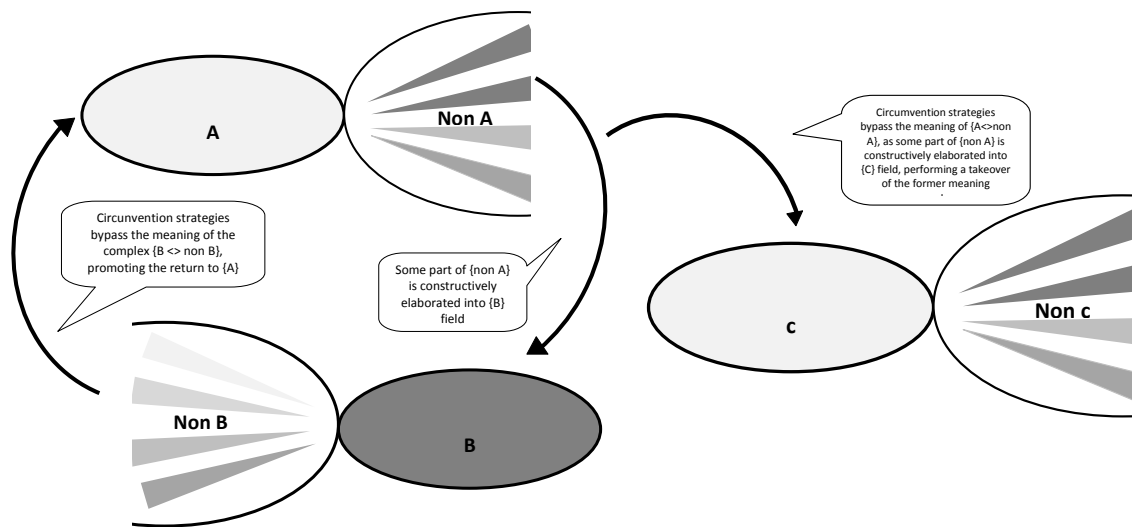 A
Non A
Circumvention strategies
bypass the meaning of {A<>non
A}, as some part of {non A} is
constructively elaborated into
{C} field, performing a takeover
of the former meaning
.
Circunvention strategies
bypass the meaning of the
complex {B <> non B},
promoting the return to {A}
Some part of {non A}
is constructively
elaborated into {B}
field
c
Non c
Non B
B